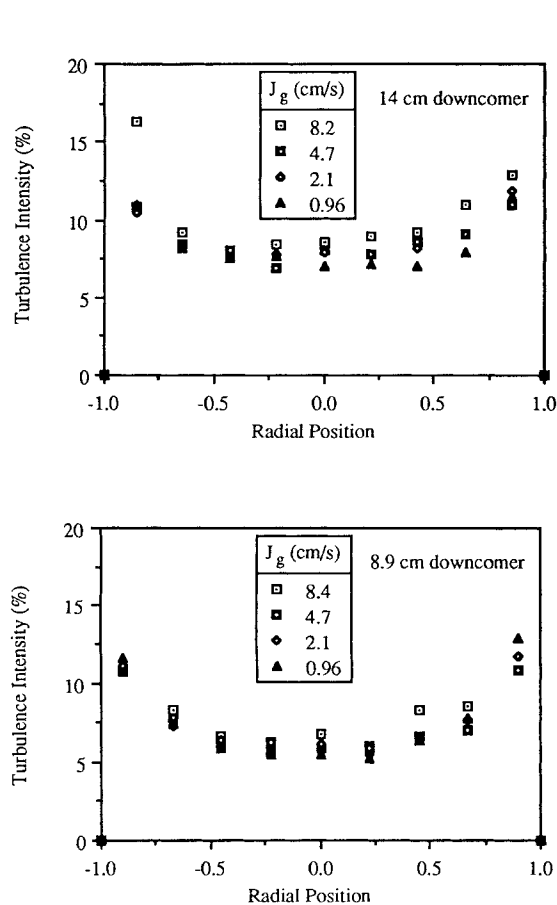 20
15
10
5
0
Turbulence Intensity (%)
J g (cm/s)
8.2
4.7
2.1
0.96
14 cm downcomer
-1.0 -0.5 0.0 0.5 1.0
Radial Position
20
15
10
5
0
Turbulence Intensity (%)
J g (cm/s)
8.4
4.7
2.1
0.96
8.9 cm downcomer
-1.0 -0.5 0.0 0.5 1.0
Radial Position